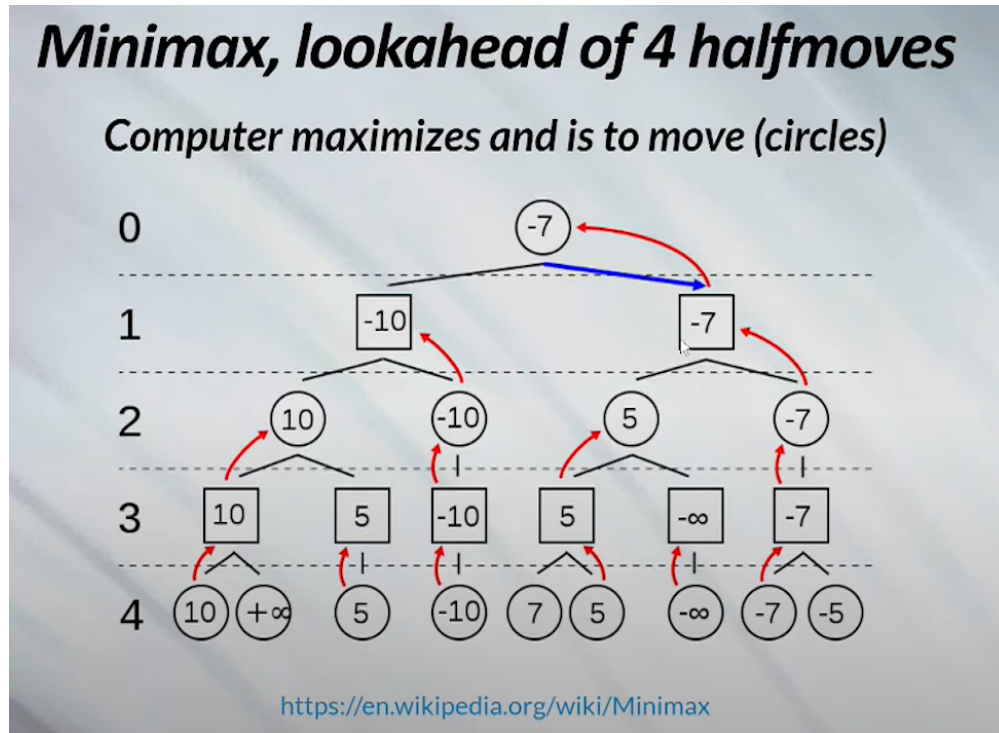 Minimax, lookahead of 4 halfmoves
Computer maximizes and is to move (circles)
0 -7
1 -10 -7
2 10 -10 5 -7
3 10 5 -10 5 -∞ -7
4 10 +∞ 5 -10 7 5 -∞ -7 -5
https://en.wikipedia.org/wiki/Minimax